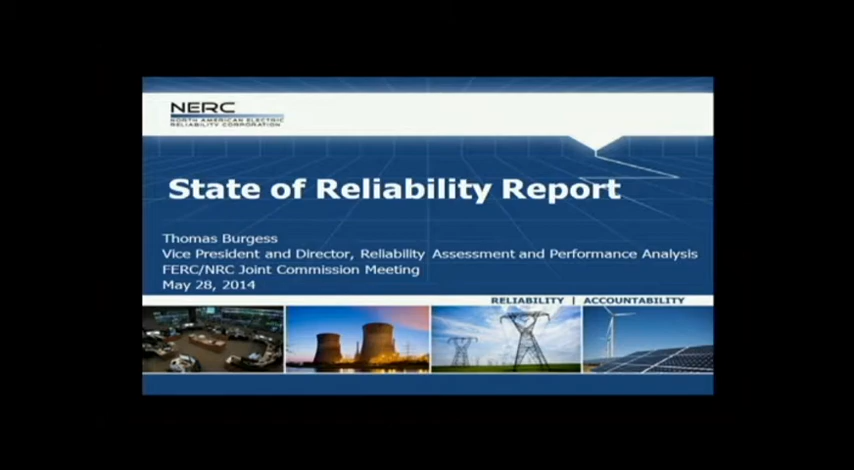 NERC
NORTH AMERICAN ELECTRIC
RELIABILITY CORPORATION
State of Reliability Report
Thomas Burgess
Vice President and Director, Reliability Assessment and Performance Analysis
FERC/NRC Joint Commission Meeting
May 28, 2014
RELIABILITY | ACCOUNTABILITY